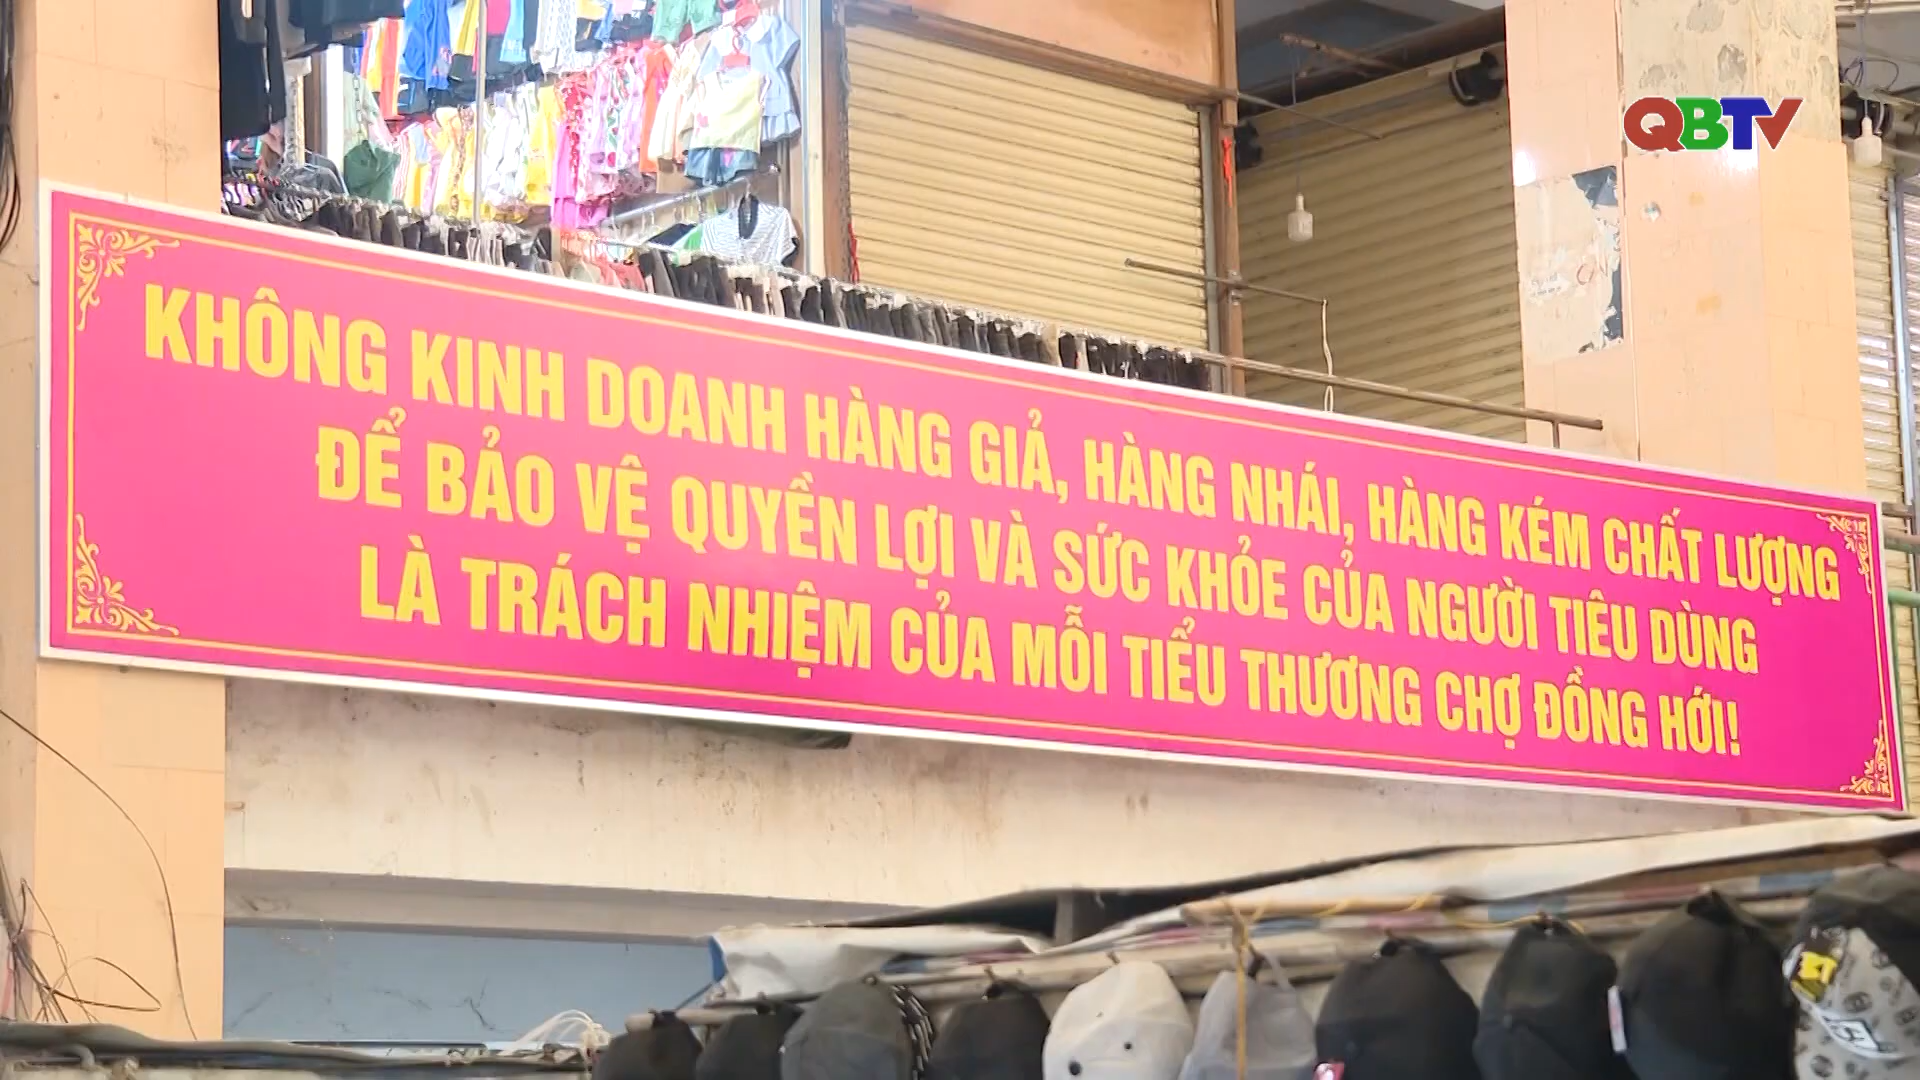 QBTV
KHÔNG KINH DOANH HÀNG GIẢ, HÀNG NHÁI, HÀNG KÉM CHẤT LƯỢNG
ĐỂ BẢO VỆ QUYỀN LỢI VÀ SỨC KHỎE CỦA NGƯỜI TIÊU DÙNG
LÀ TRÁCH NHIỆM CỦA MỖI TIỂU THƯƠNG CHỢ ĐỒNG HỚI!